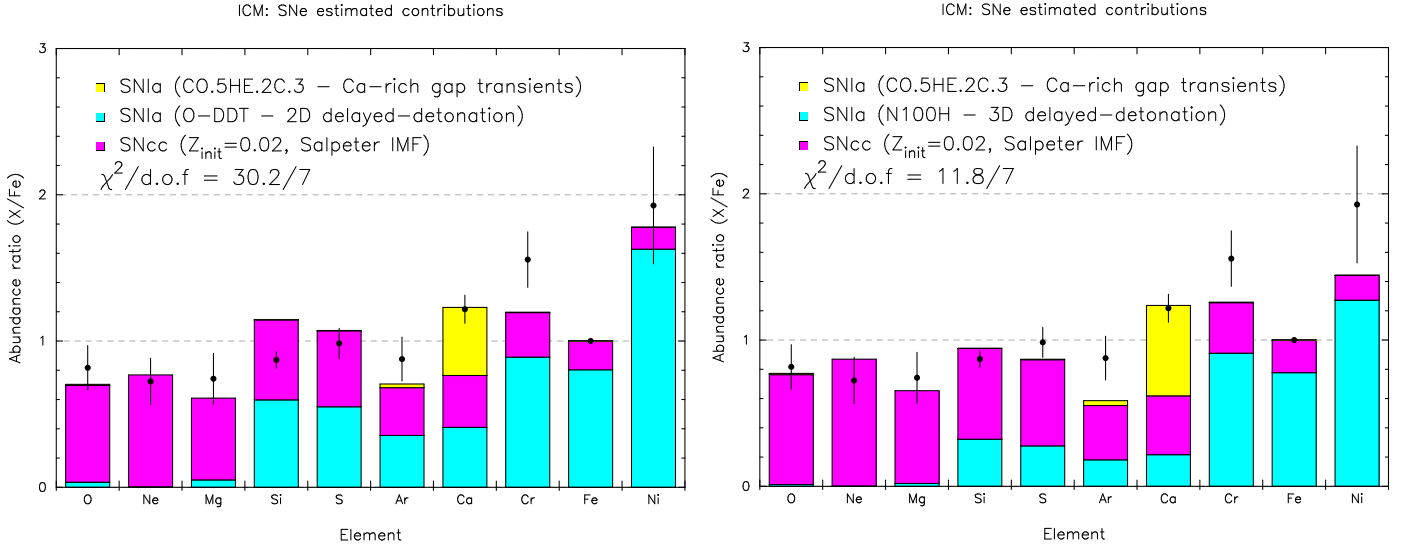 ICM: SNe estimated contributions
3
2
1
0
Abundance ratio (X/Fe)
SNIa (CO.5HE.2C.3 − Ca−rich gap transients)
SNIa (O−DDT − 2D delayed−detonation)
SNcc (Z_init=0.02, Salpeter IMF)
χ²/d.o.f = 30.2/7
O Ne Mg Si S Ar Ca Cr Fe Ni
Element
ICM: SNe estimated contributions
3
2
1
0
Abundance ratio (X/Fe)
SNIa (CO.5HE.2C.3 − Ca−rich gap transients)
SNIa (N100H − 3D delayed−detonation)
SNcc (Z_init=0.02, Salpeter IMF)
χ²/d.o.f = 11.8/7
O Ne Mg Si S Ar Ca Cr Fe Ni
Element